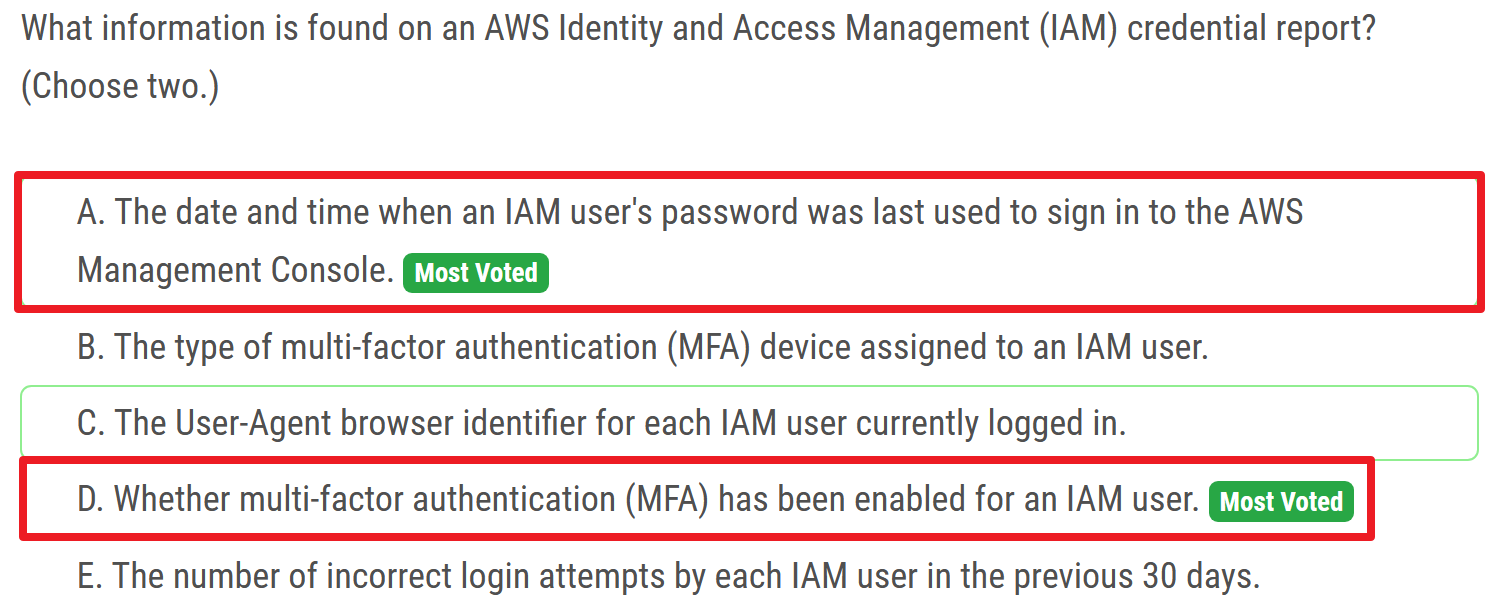 What information is found on an AWS Identity and Access Management (IAM) credential report?
(Choose two.)
A. The date and time when an IAM user's password was last used to sign in to the AWS
Management Console. Most Voted
B. The type of multi-factor authentication (MFA) device assigned to an IAM user.
C. The User-Agent browser identifier for each IAM user currently logged in.
D. Whether multi-factor authentication (MFA) has been enabled for an IAM user. Most Voted
E. The number of incorrect login attempts by each IAM user in the previous 30 days.